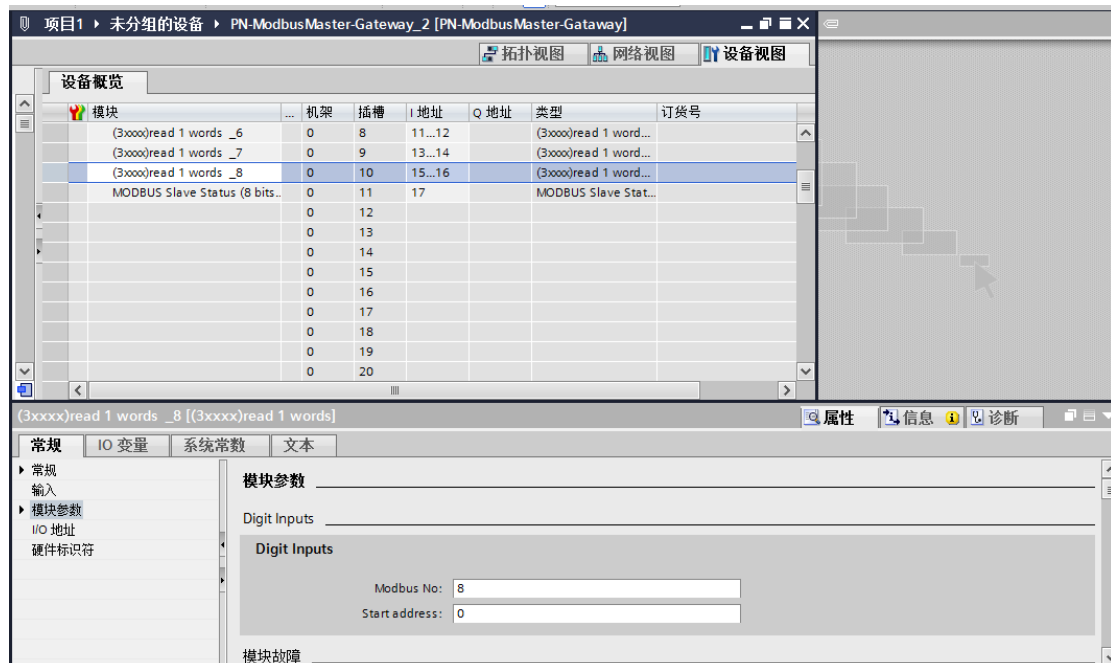 项目1 ▸ 未分组的设备 ▸ PN-ModbusMaster-Gateway_2 [PN-ModbusMaster-Gataway]
拓扑视图 网络视图 设备视图
设备概览
模块 ... 机架 插槽 I 地址 Q 地址 类型 订货号
(3xxxx)read 1 words _6 0 8 11...12 (3xxxx)read 1 word...
(3xxxx)read 1 words _7 0 9 13...14 (3xxxx)read 1 word...
(3xxxx)read 1 words _8 0 10 15...16 (3xxxx)read 1 word...
MODBUS Slave Status (8 bits... 0 11 17 MODBUS Slave Stat...
0 12
0 13
0 14
0 15
0 16
0 17
0 18
0 19
0 20
(3xxxx)read 1 words _8 [(3xxxx)read 1 words]
属性 信息 诊断
常规 IO 变量 系统常数 文本
常规
输入
模块参数
I/O 地址
硬件标识符
模块参数
Digit Inputs
Digit Inputs
Modbus No: 8
Start address: 0
模块故障